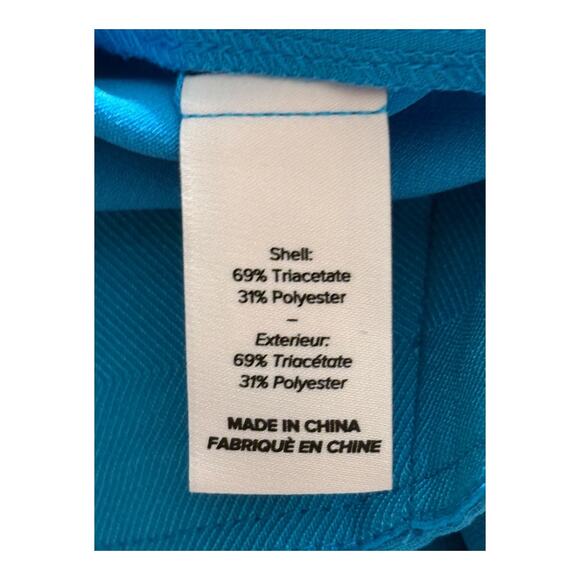 Shell:
69% Triacetate
31% Polyester
–
Exterieur:
69% Triacétate
31% Polyester
MADE IN CHINA
FABRIQUÈ EN CHINE